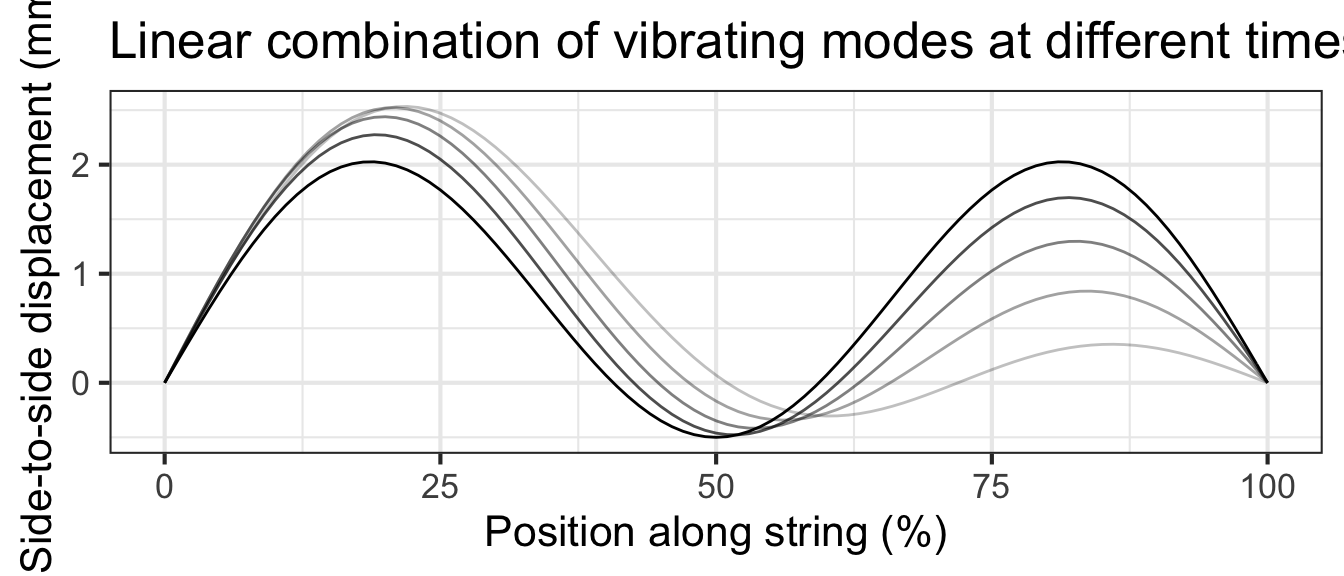 Linear combination of vibrating modes at different times
Side-to-side displacement (mm
2
1
0
0 25 50 75 100
Position along string (%)